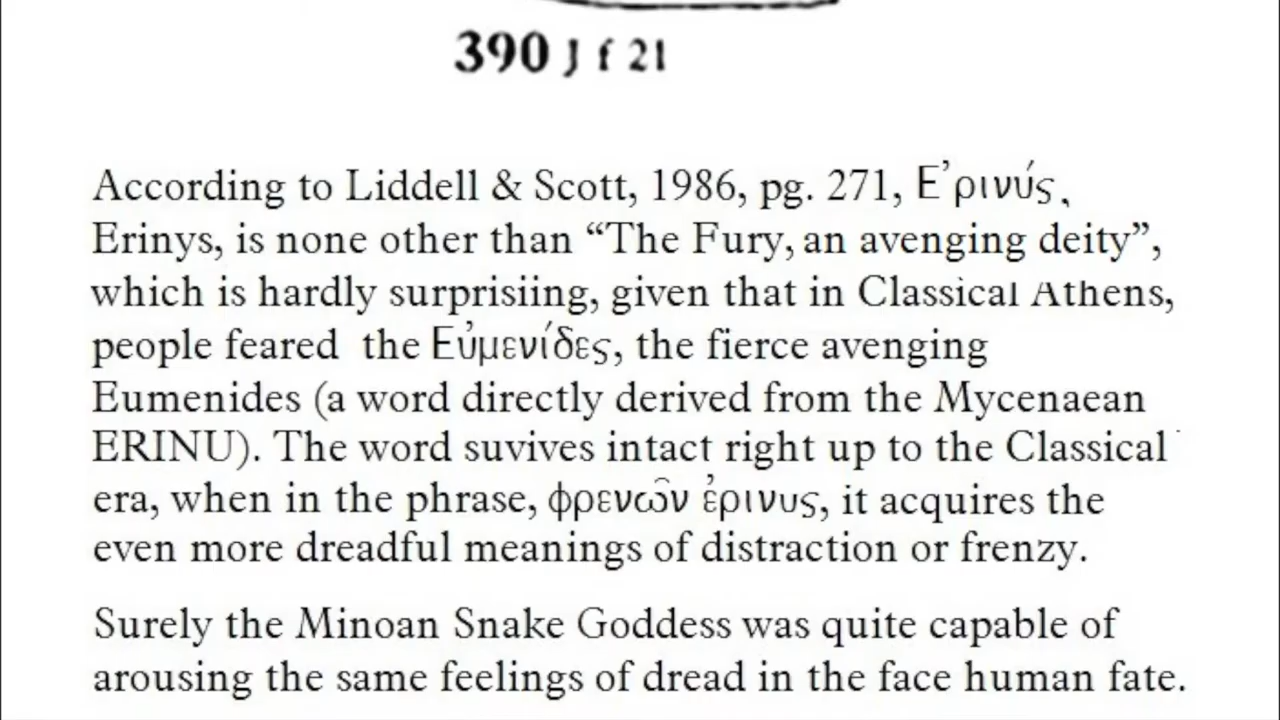 390 J f 21
According to Liddell & Scott, 1986, pg. 271, Ε’ρινύς,
Erinys, is none other than “The Fury, an avenging deity”,
which is hardly surprisiing, given that in Classical Athens,
people feared the Εὐμενίδες, the fierce avenging
Eumenides (a word directly derived from the Mycenaean
ERINU). The word suvives intact right up to the Classical
era, when in the phrase, φρενῶν ἐρινυς, it acquires the
even more dreadful meanings of distraction or frenzy.
Surely the Minoan Snake Goddess was quite capable of
arousing the same feelings of dread in the face human fate.